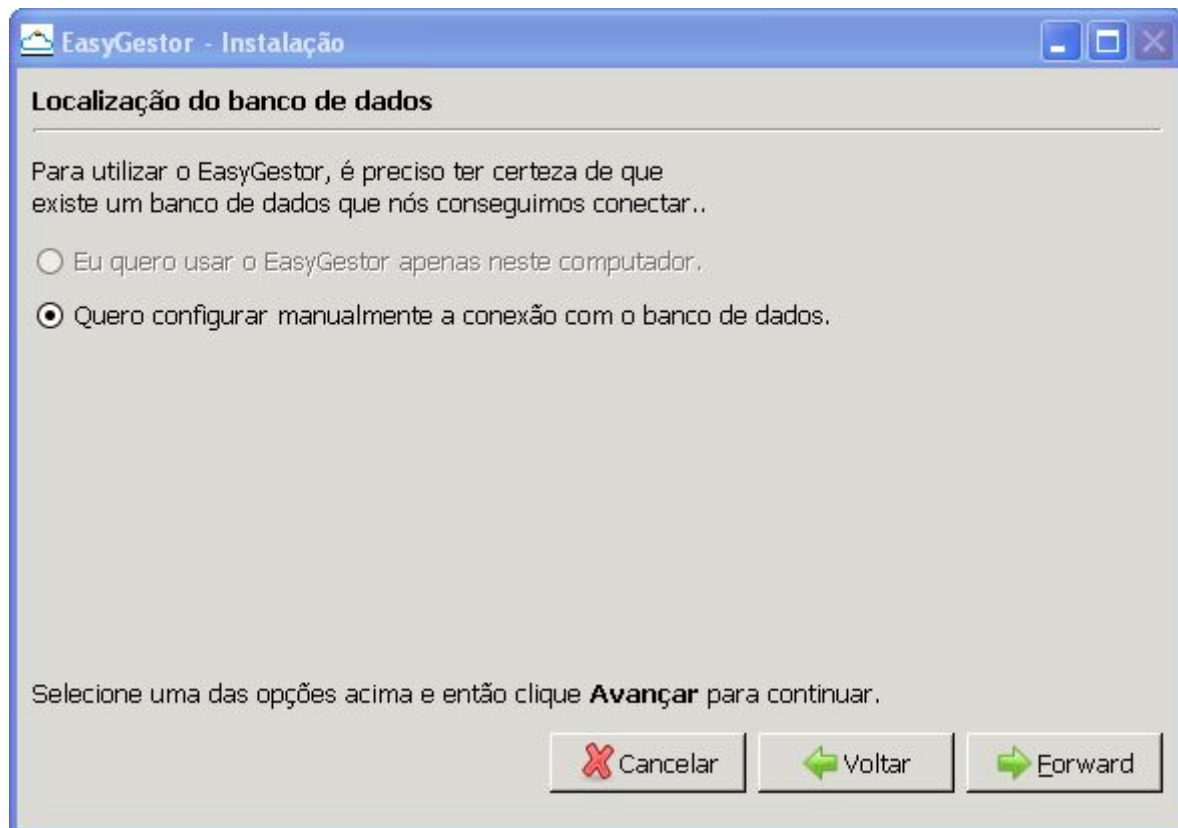 EasyGestor - Instalação
Localização do banco de dados
Para utilizar o EasyGestor, é preciso ter certeza de que
existe um banco de dados que nós conseguimos conectar..
Eu quero usar o EasyGestor apenas neste computador.
Quero configurar manualmente a conexão com o banco de dados.
Selecione uma das opções acima e então clique Avançar para continuar.
Cancelar Voltar Forward